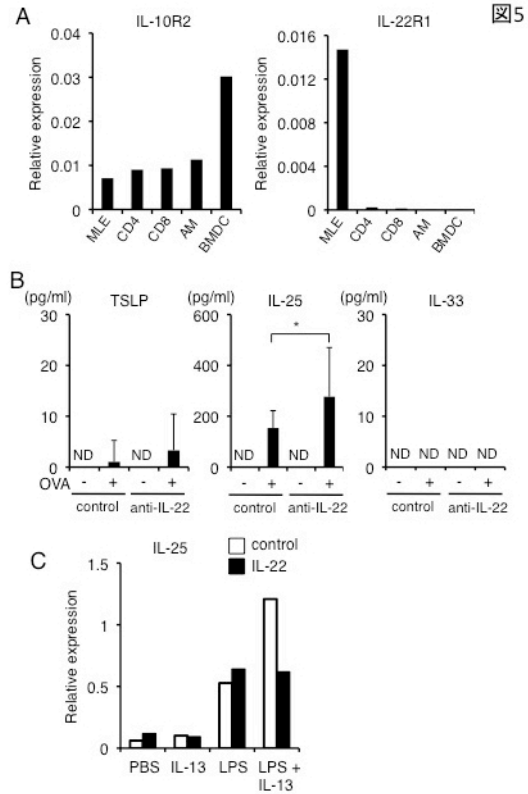 図5
A
IL-10R2
IL-22R1
Relative expression
0.04
0.03
0.02
0.01
0
MLE
CD4
CD8
AM
BMDC
Relative expression
0.016
0.012
0.008
0.004
0
MLE
CD4
CD8
AM
BMDC
B
(pg/ml)
TSLP
30
20
10
0
ND
ND
OVA
-
+
-
+
control
anti-IL-22
(pg/ml)
IL-25
600
400
200
0
*
ND
ND
-
+
-
+
control
anti-IL-22
(pg/ml)
IL-33
30
20
10
0
ND
ND
ND
ND
-
+
-
+
control
anti-IL-22
C
IL-25
control
IL-22
Relative expression
1.5
1
0.5
0
PBS
IL-13
LPS
LPS +
IL-13